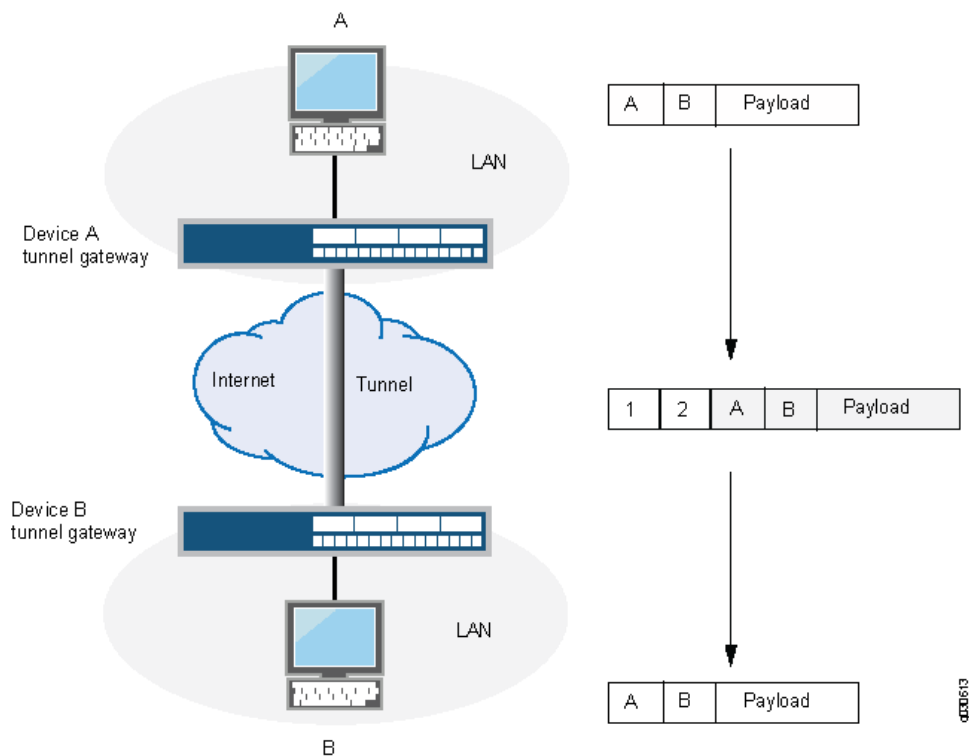 A
A B Payload
LAN
Device A
tunnel gateway
Internet Tunnel
1 2 A B Payload
Device B
tunnel gateway
LAN
A B Payload
B
g030613